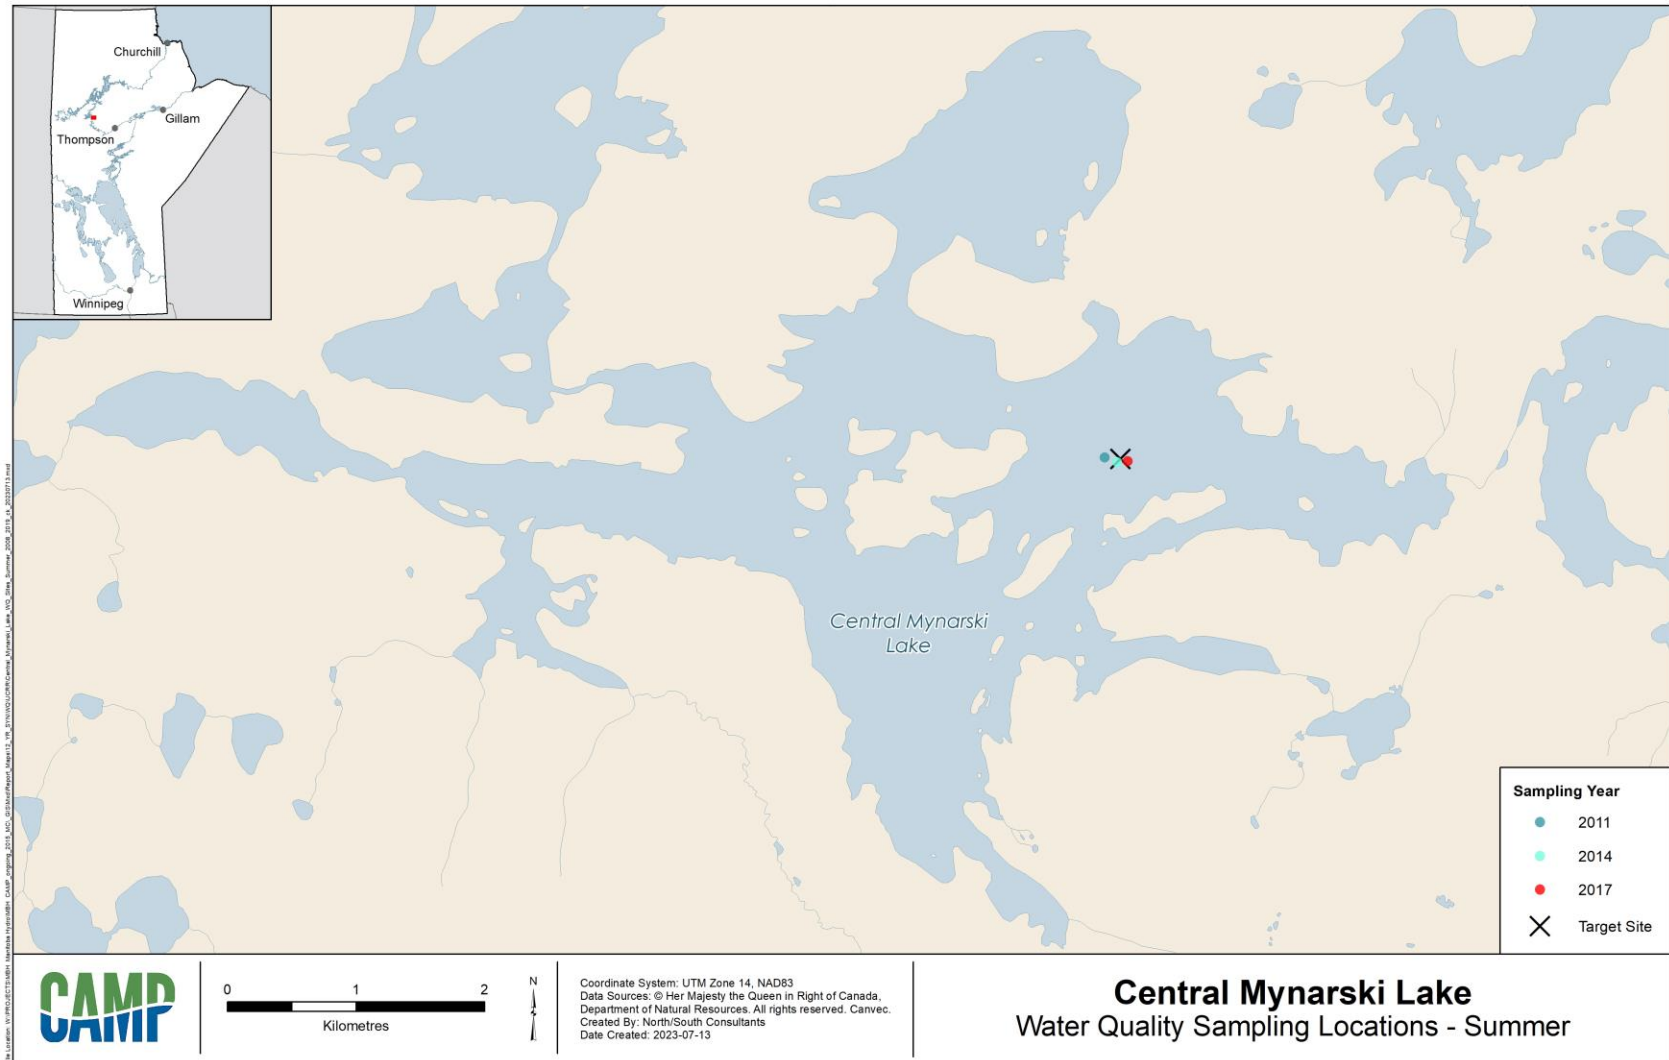 Churchill
Gillam
Thompson
Winnipeg
Central Mynarski
Lake
Sampling Year
2011
2014
2017
Target Site
CAMP
0 1 2
Kilometres
N
Coordinate System: UTM Zone 14, NAD83
Data Sources: © Her Majesty the Queen in Right of Canada,
Department of Natural Resources. All rights reserved. Canvec.
Created By: North/South Consultants
Date Created: 2023-07-13
Central Mynarski Lake
Water Quality Sampling Locations - Summer